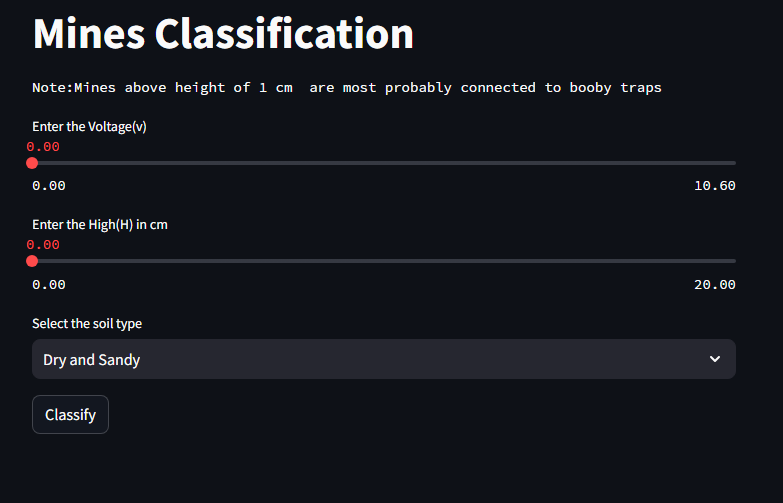 Mines Classification
Note:Mines above height of 1 cm  are most probably connected to booby traps
Enter the Voltage(v)
0.00
0.00 10.60
Enter the High(H) in cm
0.00
0.00 20.00
Select the soil type
Dry and Sandy
Classify